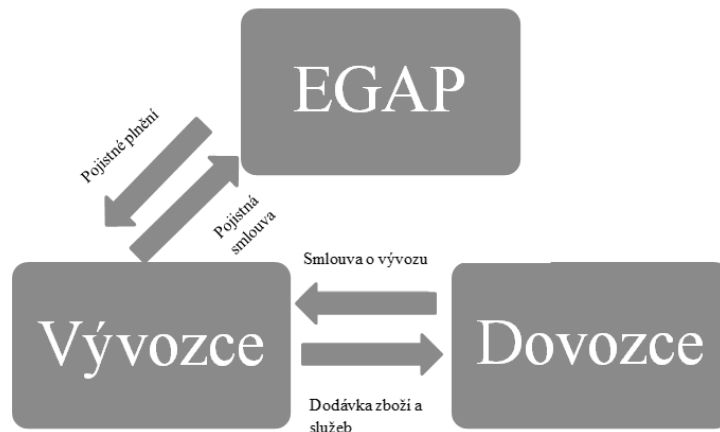 EGAP
Pojistné plnění
Pojistná
smlouva
Smlouva o vývozu
Vývozce
Dovozce
Dodávka zboží a
služeb